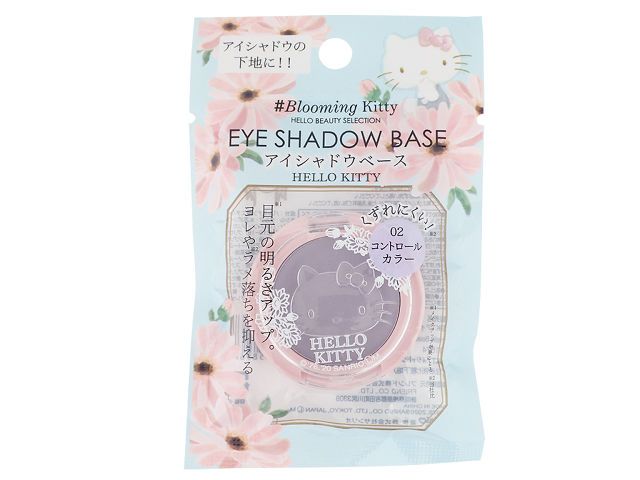 アイシャドウの
下地に!!
#Blooming Kitty
HELLO BEAUTY SELECTION
EYE SHADOW BASE
アイシャドウベース
HELLO KITTY
目元の明るさアップ。※1
ヨレやラメ落ちを抑える※2
くずれにくい!
※2
02
コントロール
カラー
HELLO
KITTY